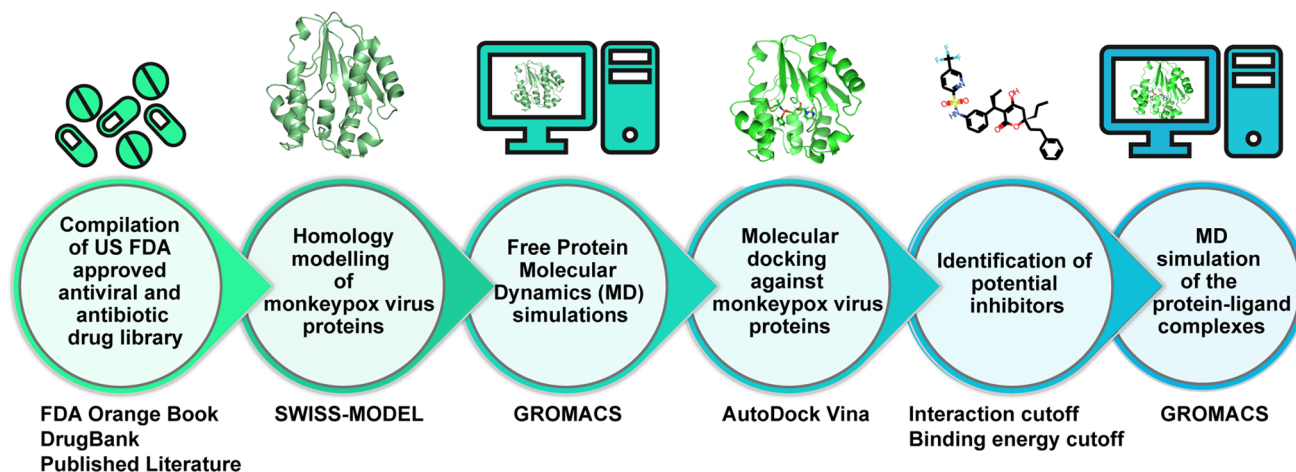 Compilation
of US FDA
approved
antiviral and
antibiotic
drug library
Homology
modelling
of
monkeypox virus
proteins
Free Protein
Molecular
Dynamics (MD)
simulations
Molecular
docking
against
monkeypox virus
proteins
Identification of
potential
inhibitors
MD
simulation
of the
protein-ligand
complexes
FDA Orange Book
DrugBank
Published Literature
SWISS-MODEL
GROMACS
AutoDock Vina
Interaction cutoff
Binding energy cutoff
GROMACS
F
F
F
N
O
S
O
HN
OH
O
O